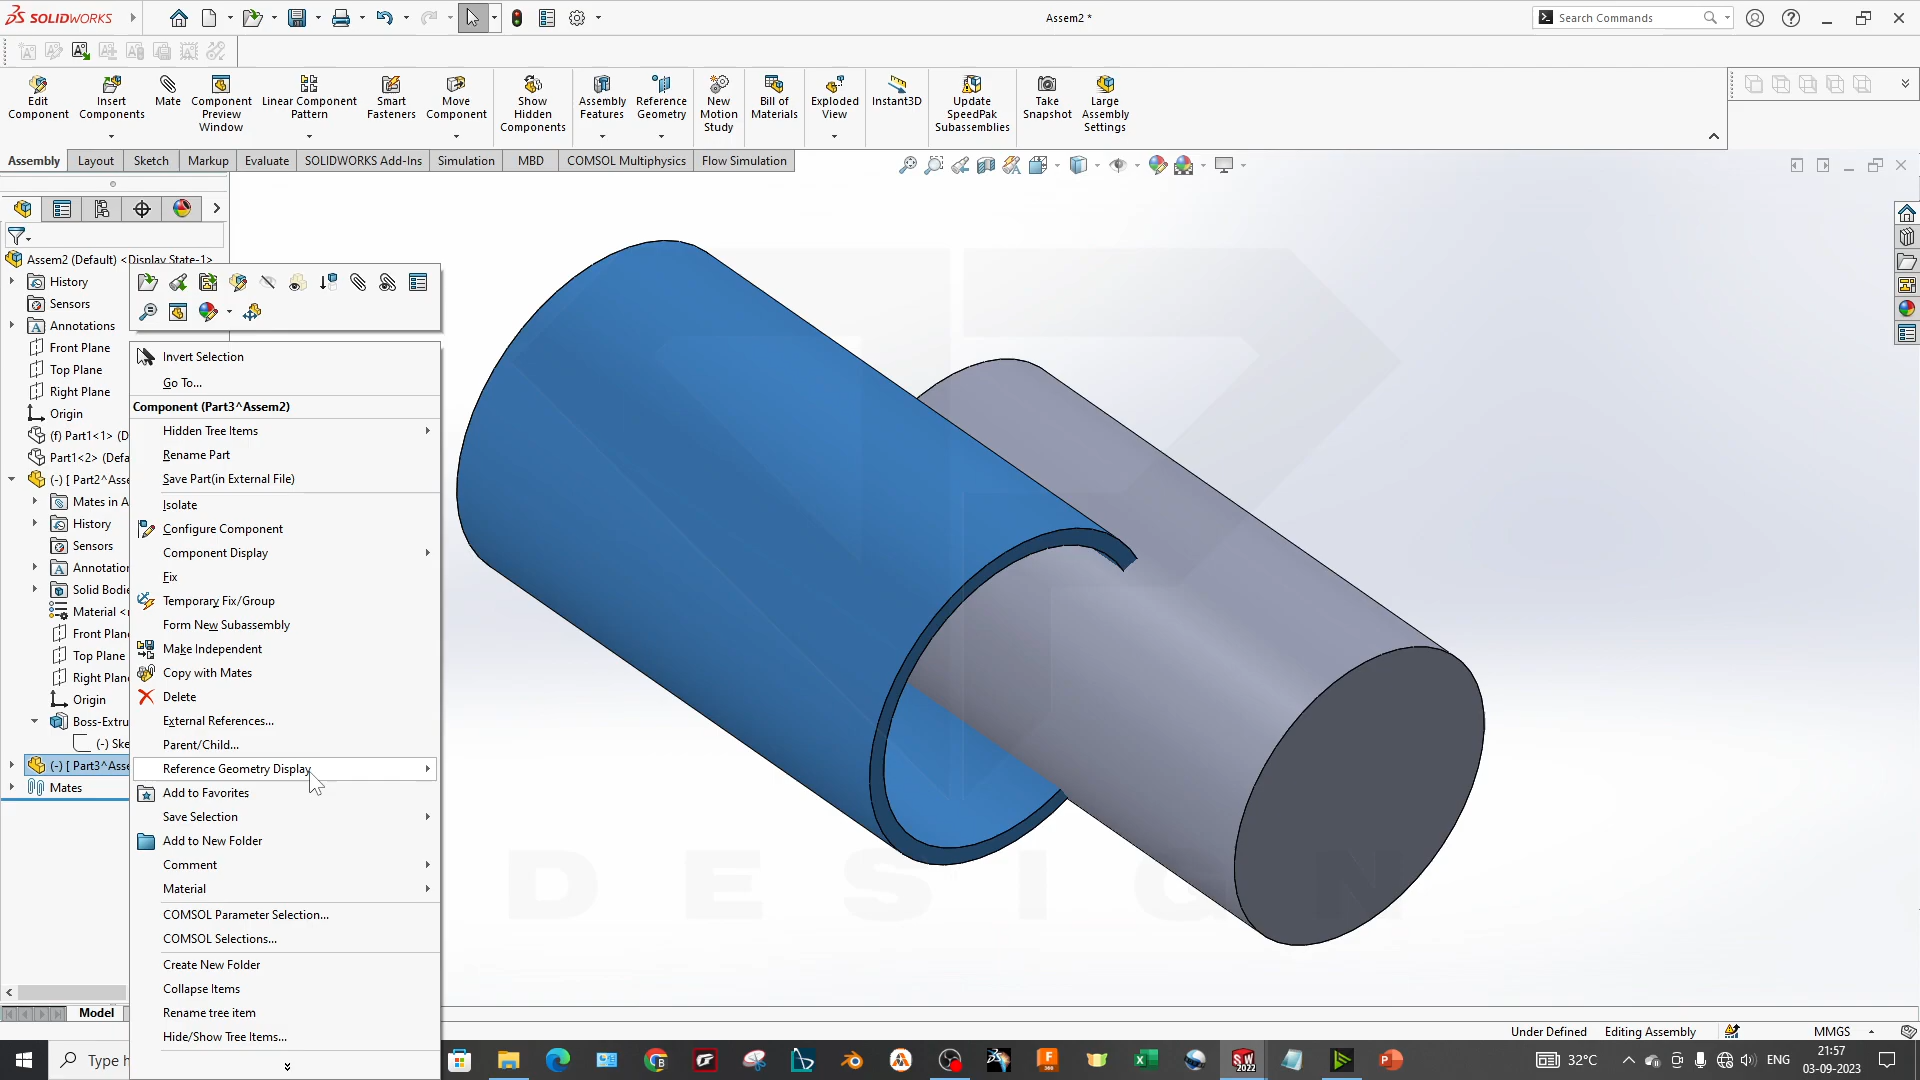 SOLIDWORKS
Assem2 *
Search Commands
Edit Component
Insert Components
Mate
Component Preview Window
Linear Component Pattern
Smart Fasteners
Move Component
Show Hidden Components
Assembly Features
Reference Geometry
New Motion Study
Bill of Materials
Exploded View
Instant3D
Update SpeedPak Subassemblies
Take Snapshot
Large Assembly Settings
Assembly
Layout
Sketch
Markup
Evaluate
SOLIDWORKS Add-Ins
Simulation
MBD
COMSOL Multiphysics
Flow Simulation
Assem2 (Default) <Display State-1>
History
Sensors
Annotations
Front Plane
Top Plane
Right Plane
Origin
(f) Part1<1> (D
Part1<2> (Defa
(-) [ Part2^Asse
Mates in A
History
Sensors
Annotation
Solid Bodie
Material <
Front Plane
Top Plane
Right Plan
Origin
Boss-Extru
(-) Ske
(-) [ Part3^Asse
Mates
Invert Selection
Go To...
Component (Part3^Assem2)
Hidden Tree Items
Rename Part
Save Part(in External File)
Isolate
Configure Component
Component Display
Fix
Temporary Fix/Group
Form New Subassembly
Make Independent
Copy with Mates
Delete
External References...
Parent/Child...
Reference Geometry Display
Add to Favorites
Save Selection
Add to New Folder
Comment
Material
COMSOL Parameter Selection...
COMSOL Selections...
Create New Folder
Collapse Items
Rename tree item
Hide/Show Tree Items...
DESIGN
Model
Under Defined
Editing Assembly
MMGS
Type h
SW 2022
32°C
ENG
21:57
03-09-2023